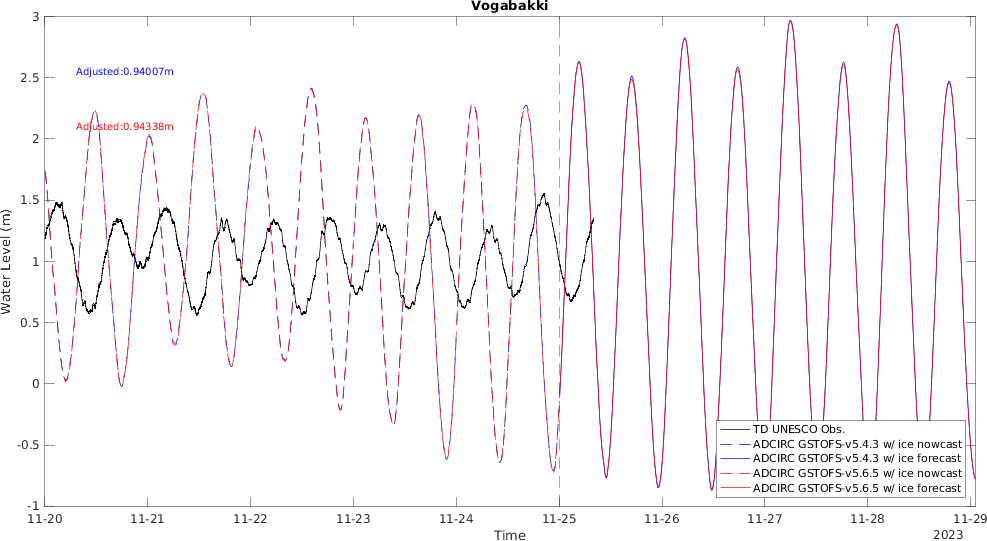 Vogabakki
3
2.5
2
1.5
1
0.5
0
-0.5
-1
Water Level (m)
Adjusted:0.94007m
Adjusted:0.94338m
TD UNESCO Obs.
ADCIRC GSTOFS-v5.4.3 w/ ice nowcast
ADCIRC GSTOFS-v5.4.3 w/ ice forecast
ADCIRC GSTOFS-v5.6.5 w/ ice nowcast
ADCIRC GSTOFS-v5.6.5 w/ ice forecast
11-20 11-21 11-22 11-23 11-24 11-25 11-26 11-27 11-28 11-29
Time
2023